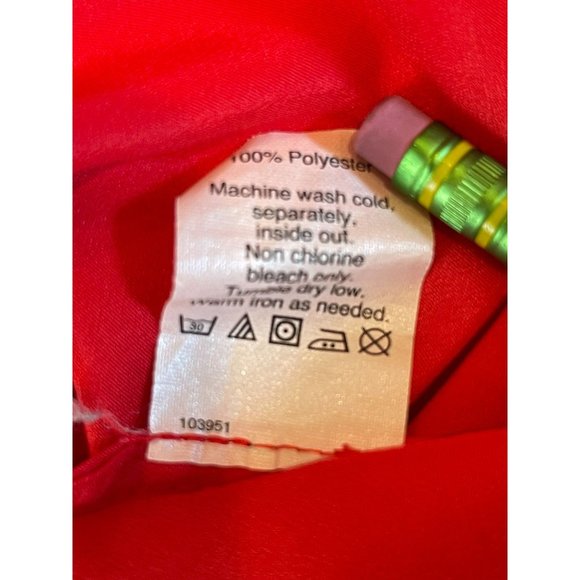 100% Polyester
Machine wash cold,
separately,
inside out.
Non chlorine
bleach only.
Tumble dry low.
Warm iron as needed.
30
103951